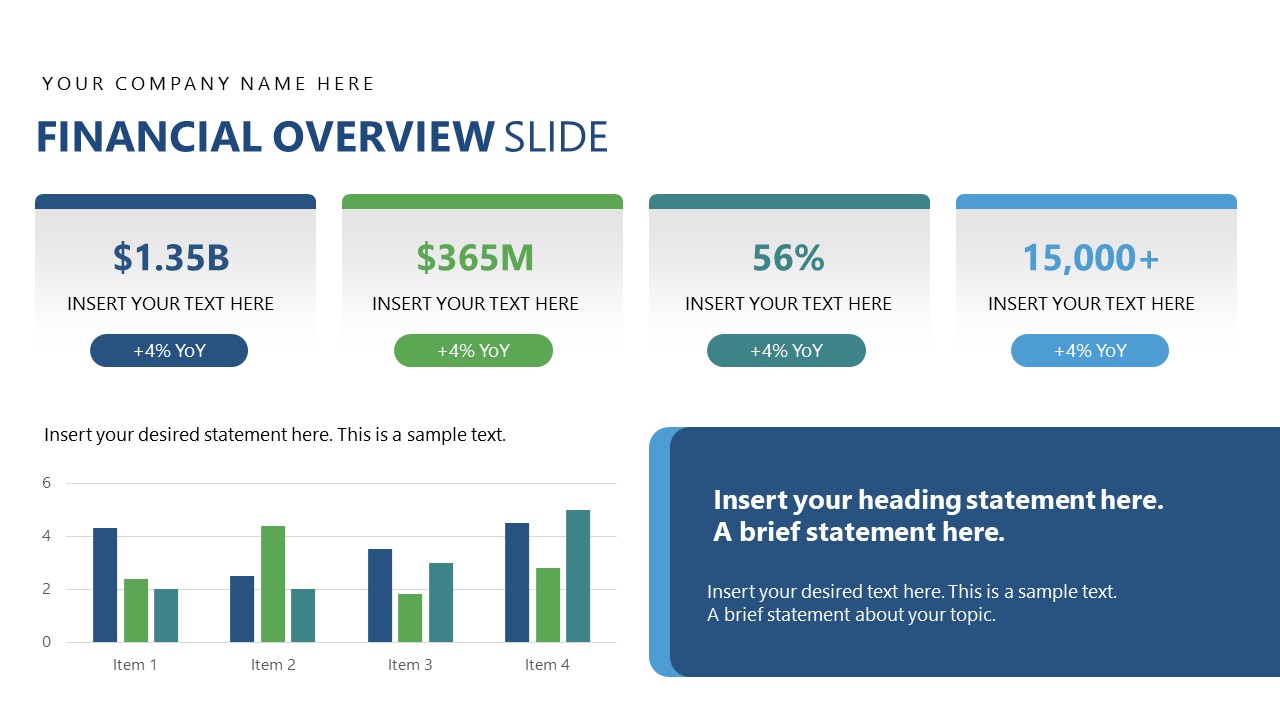 YOUR COMPANY NAME HERE
FINANCIAL OVERVIEW SLIDE
$1.35B
INSERT YOUR TEXT HERE
+4% YoY
$365M
INSERT YOUR TEXT HERE
+4% YoY
56%
INSERT YOUR TEXT HERE
+4% YoY
15,000+
INSERT YOUR TEXT HERE
+4% YoY
Insert your desired statement here. This is a sample text.
6
4
2
0
Item 1
Item 2
Item 3
Item 4
Insert your heading statement here.
A brief statement here.
Insert your desired text here. This is a sample text.
A brief statement about your topic.